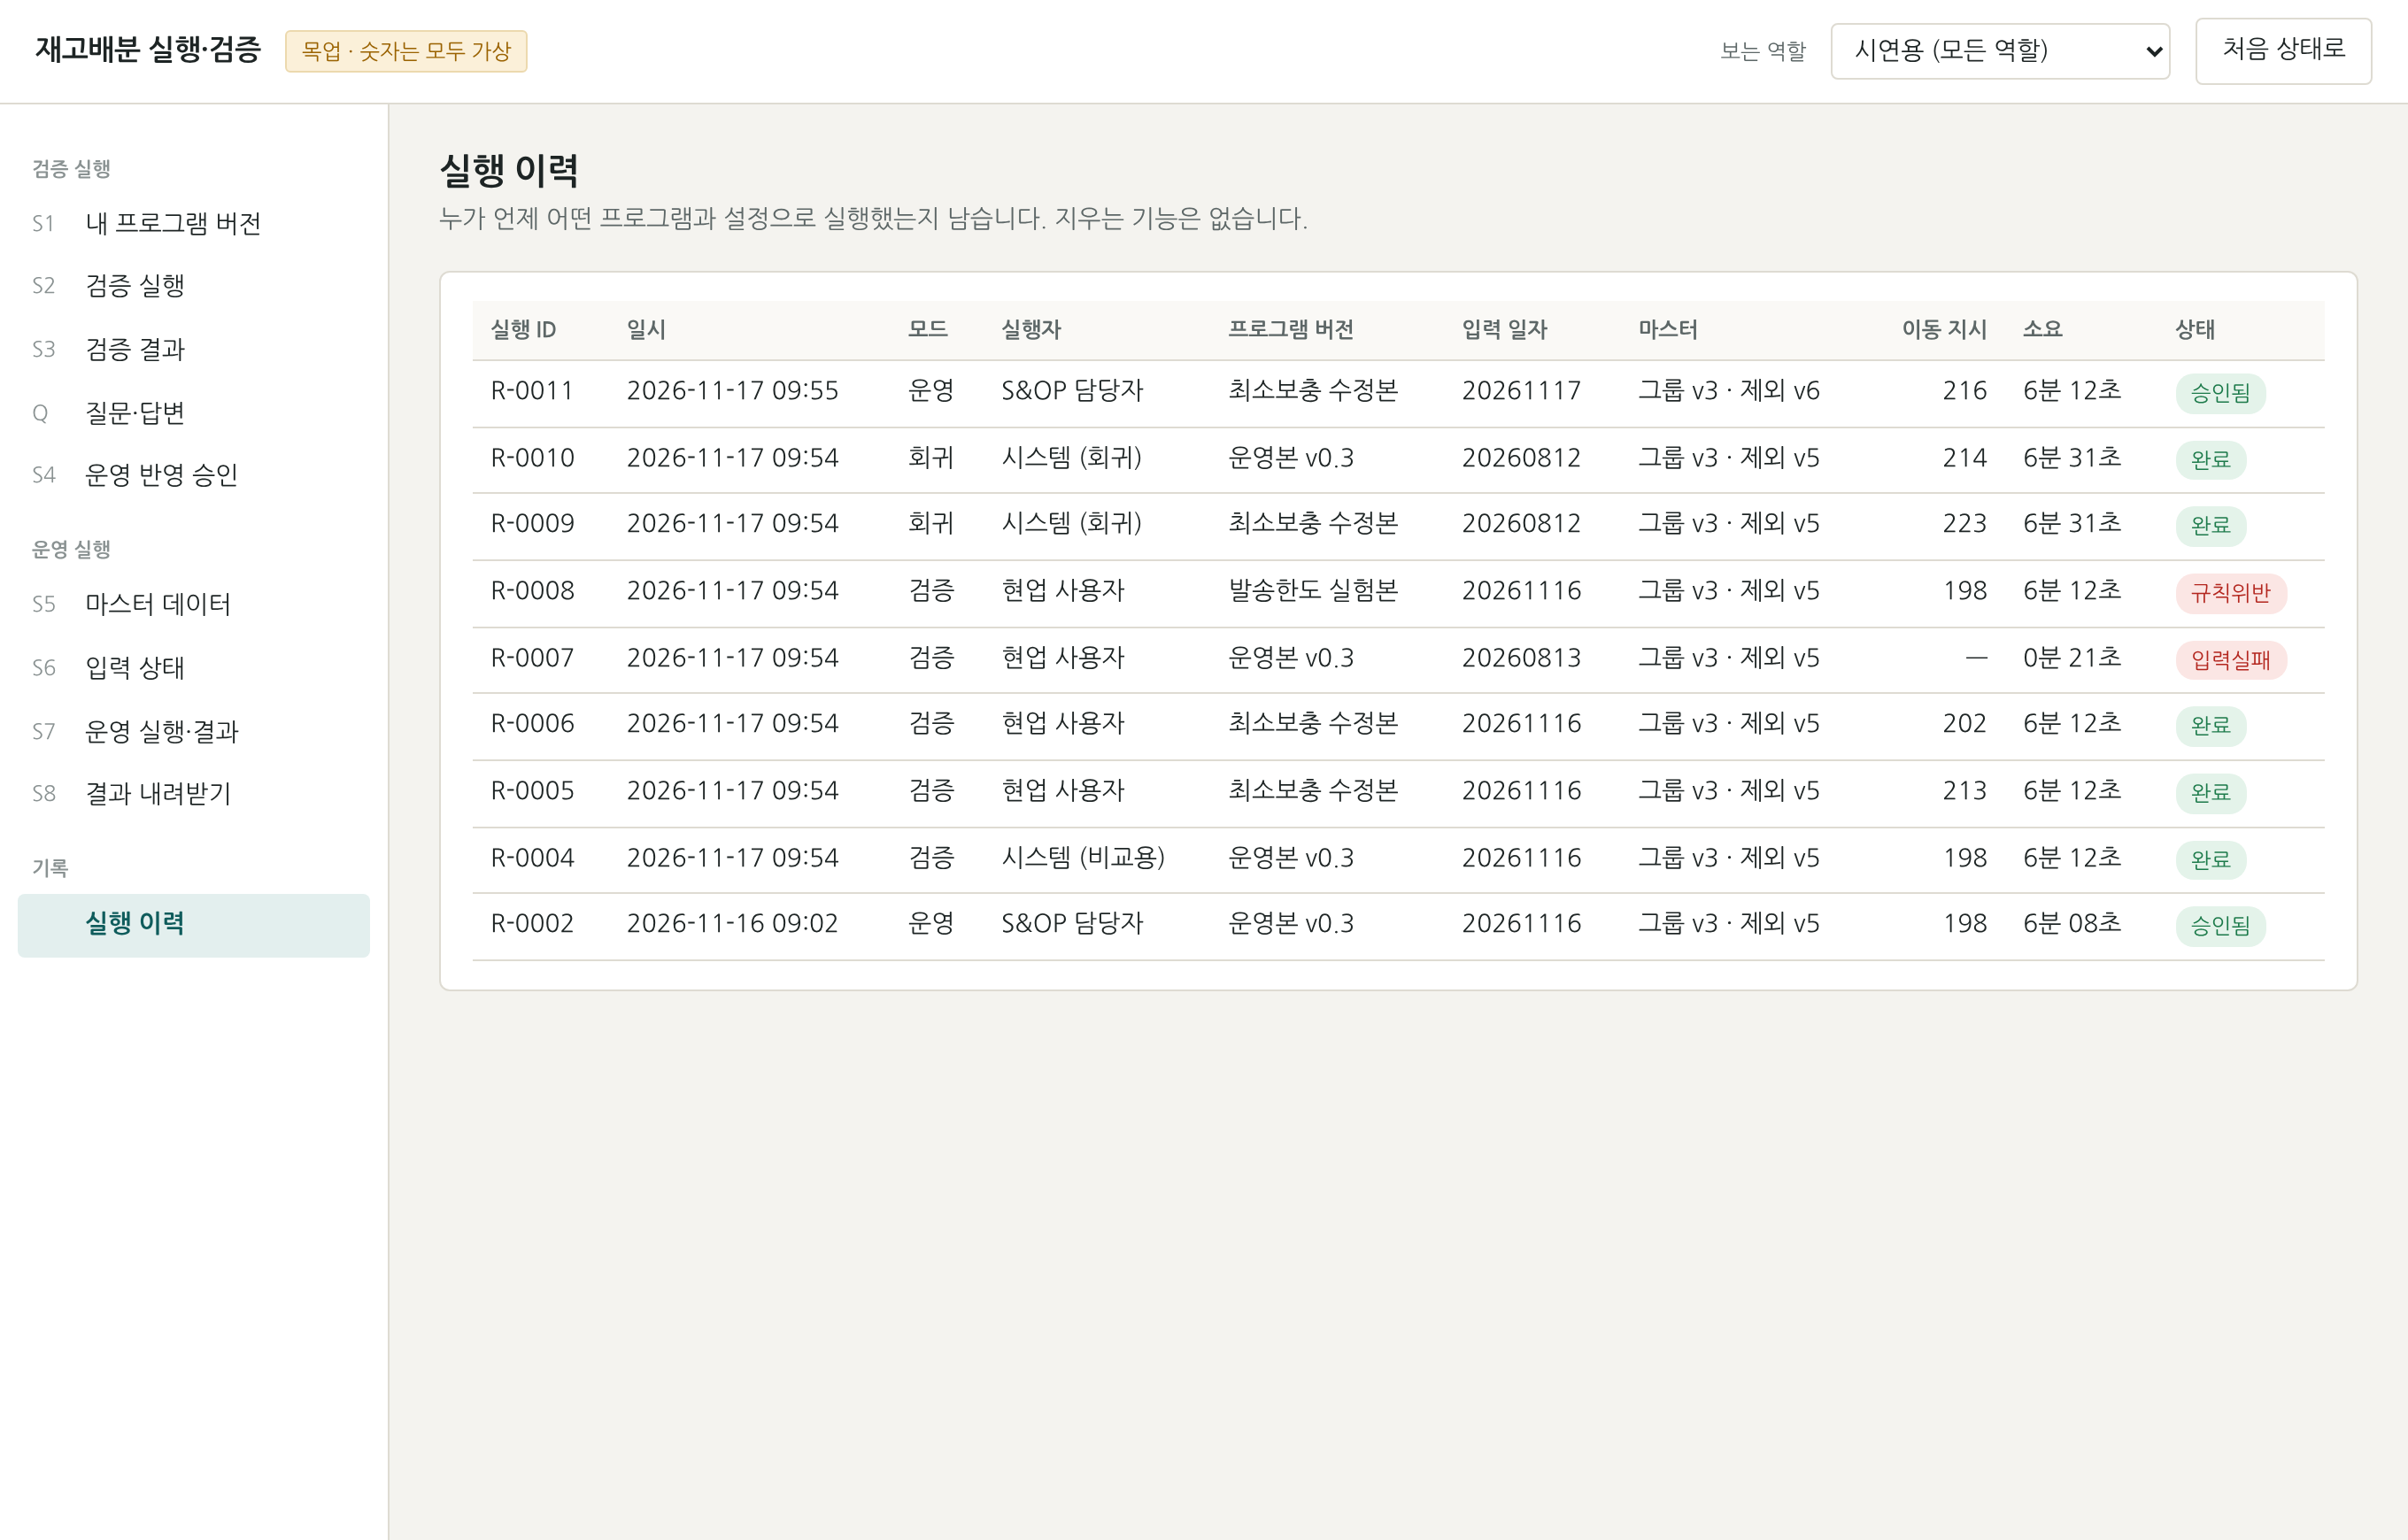 재고배분 실행·검증 목업 · 숫자는 모두 가상 보는 역할 시연용 (모든 역할) 처음 상태로
검증 실행
S1 내 프로그램 버전
S2 검증 실행
S3 검증 결과
Q 질문·답변
S4 운영 반영 승인
운영 실행
S5 마스터 데이터
S6 입력 상태
S7 운영 실행·결과
S8 결과 내려받기
기록
실행 이력
실행 이력
누가 언제 어떤 프로그램과 설정으로 실행했는지 남습니다. 지우는 기능은 없습니다.
실행 ID 일시 모드 실행자 프로그램 버전 입력 일자 마스터 이동 지시 소요 상태
R-0011 2026-11-17 09:55 운영 S&OP 담당자 최소보충 수정본 20261117 그룹 v3 · 제외 v6 216 6분 12초 승인됨
R-0010 2026-11-17 09:54 회귀 시스템 (회귀) 운영본 v0.3 20260812 그룹 v3 · 제외 v5 214 6분 31초 완료
R-0009 2026-11-17 09:54 회귀 시스템 (회귀) 최소보충 수정본 20260812 그룹 v3 · 제외 v5 223 6분 31초 완료
R-0008 2026-11-17 09:54 검증 현업 사용자 발송한도 실험본 20261116 그룹 v3 · 제외 v5 198 6분 12초 규칙위반
R-0007 2026-11-17 09:54 검증 현업 사용자 운영본 v0.3 20260813 그룹 v3 · 제외 v5 — 0분 21초 입력실패
R-0006 2026-11-17 09:54 검증 현업 사용자 최소보충 수정본 20261116 그룹 v3 · 제외 v5 202 6분 12초 완료
R-0005 2026-11-17 09:54 검증 현업 사용자 최소보충 수정본 20261116 그룹 v3 · 제외 v5 213 6분 12초 완료
R-0004 2026-11-17 09:54 검증 시스템 (비교용) 운영본 v0.3 20261116 그룹 v3 · 제외 v5 198 6분 12초 완료
R-0002 2026-11-16 09:02 운영 S&OP 담당자 운영본 v0.3 20261116 그룹 v3 · 제외 v5 198 6분 08초 승인됨